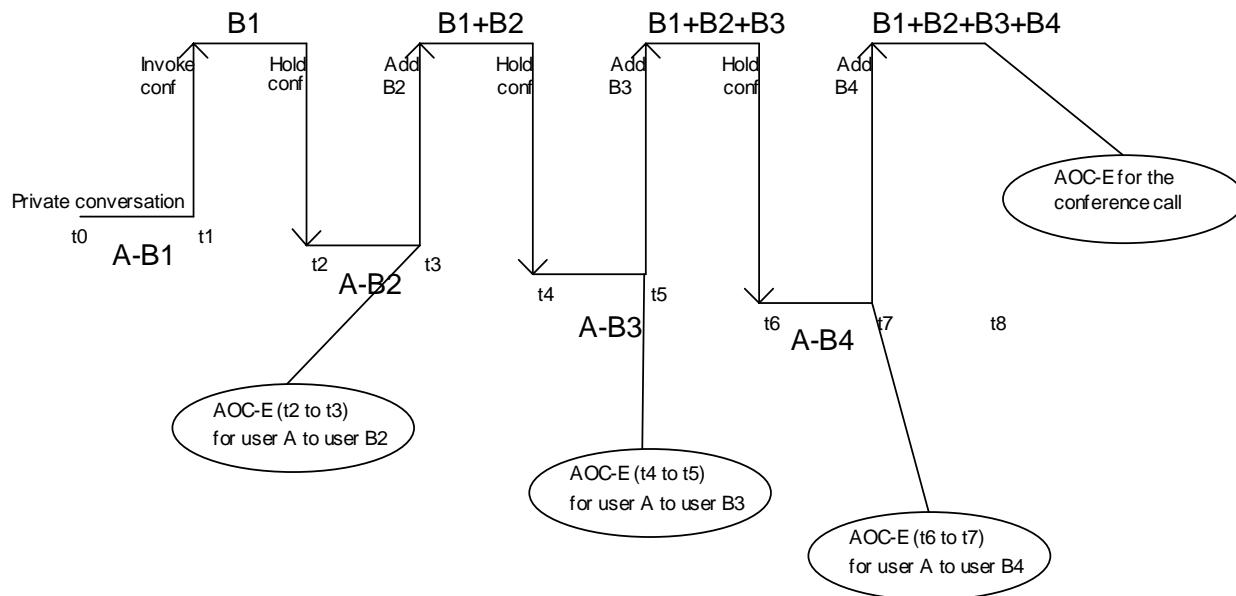 B1
B1+B2
B1+B2+B3
B1+B2+B3+B4
Invoke
conf
Hold
conf
Add
B2
Hold
conf
Add
B3
Hold
conf
Add
B4
AOC-E for the
conference call
Private conversation
t0
t1
A-B1
t2
t3
A-B2
t4
t5
A-B3
t6
t7
t8
A-B4
AOC-E (t2 to t3)
for user A to user B2
AOC-E (t4 to t5)
for user A to user B3
AOC-E (t6 to t7)
for user A to user B4